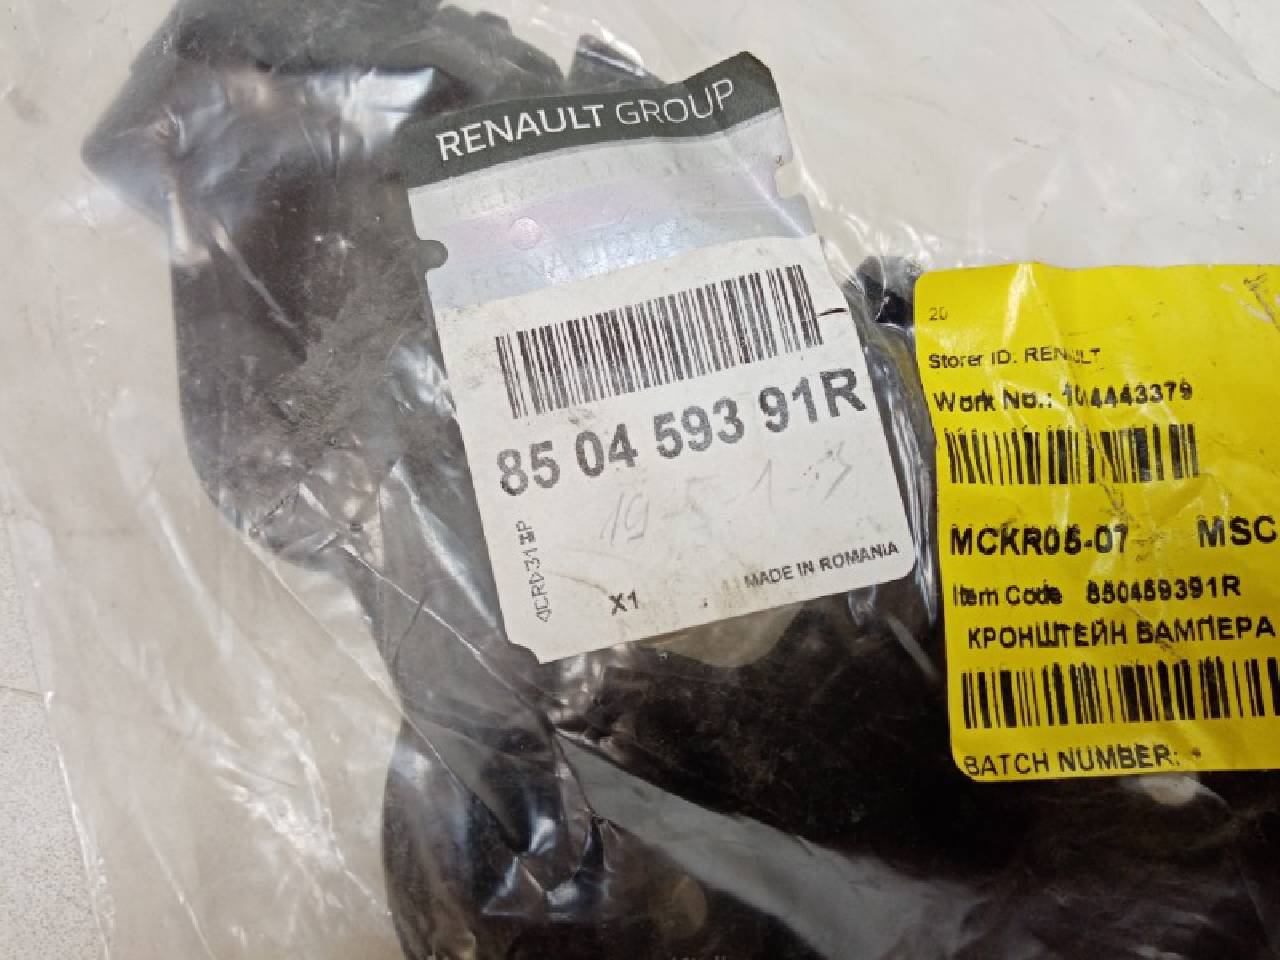 RENAULT GROUP
85 04 593 91R
MADE IN ROMANIA
X1
20
Storer ID: RENAULT
Work No.: 104443379
MCKR05-07 MSC
Item Code 850459391R
КРОНШТЕЙН БАМПЕРА
BATCH NUMBER: